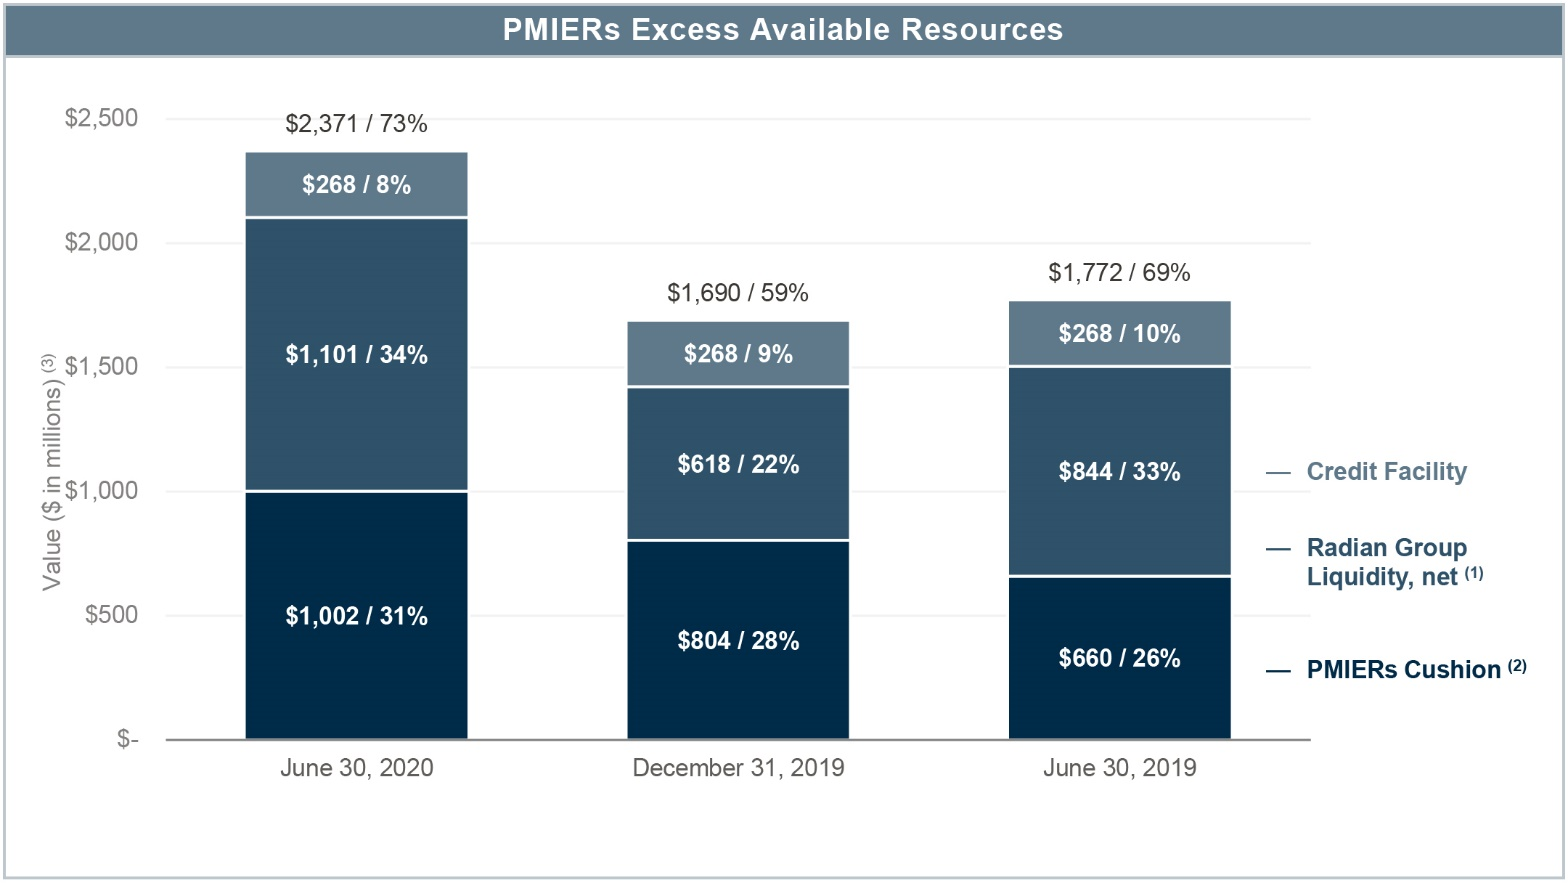 PMIERs Excess Available Resources
Value ($ in millions) (3)
$2,500
$2,000
$1,500
$1,000
$500
$-
$2,371 / 73%
$268 / 8%
$1,101 / 34%
$1,002 / 31%
$1,690 / 59%
$268 / 9%
$618 / 22%
$804 / 28%
$1,772 / 69%
$268 / 10%
$844 / 33%
$660 / 26%
Credit Facility
Radian Group
Liquidity, net (1)
PMIERs Cushion (2)
June 30, 2020
December 31, 2019
June 30, 2019